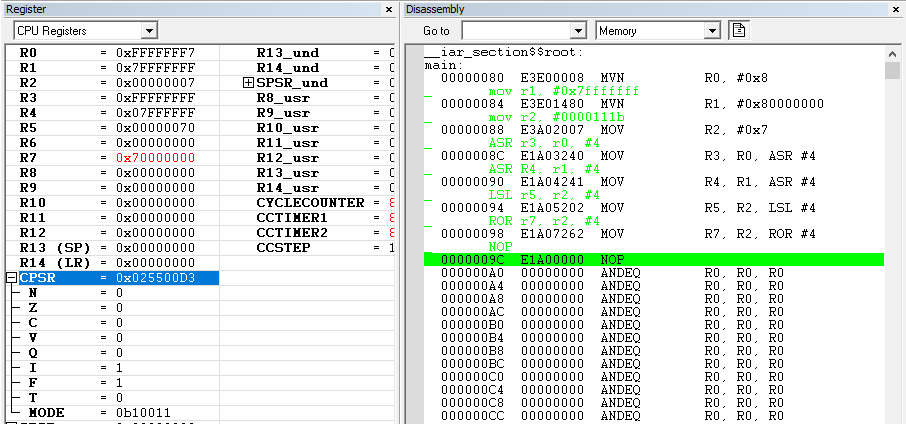 Register
CPU Registers
R0 = 0xFFFFFFF7
R1 = 0x7FFFFFFF
R2 = 0x00000007
R3 = 0xFFFFFFFF
R4 = 0x07FFFFFF
R5 = 0x00000070
R6 = 0x00000000
R7 = 0x70000000
R8 = 0x00000000
R9 = 0x00000000
R10 = 0x00000000
R11 = 0x00000000
R12 = 0x00000000
R13 (SP) = 0x00000000
R14 (LR) = 0x00000000
CPSR = 0x025500D3
N = 0
Z = 0
C = 0
V = 0
Q = 0
I = 1
F = 1
T = 0
MODE = 0b10011
R13_und = 0
R14_und = 0
SPSR_und = 0
R8_usr = 0
R9_usr = 0
R10_usr = 0
R11_usr = 0
R12_usr = 0
R13_usr = 0
R14_usr = 0
CYCLECOUNTER = 8
CCTIMER1 = 8
CCTIMER2 = 8
CCSTEP = 1
Disassembly
Go to Memory
__iar_section$$root:
main:
00000080 E3E00008 MVN R0, #0x8
mov r1, #0x7fffffff
00000084 E3E01480 MVN R1, #0x80000000
mov r2, #0000111b
00000088 E3A02007 MOV R2, #0x7
ASR r3, r0, #4
0000008C E1A03240 MOV R3, R0, ASR #4
ASR R4, r1, #4
00000090 E1A04241 MOV R4, R1, ASR #4
LSL r5, r2, #4
00000094 E1A05202 MOV R5, R2, LSL #4
ROR r7, r2, #4
00000098 E1A07262 MOV R7, R2, ROR #4
NOP
0000009C E1A00000 NOP
000000A0 00000000 ANDEQ R0, R0, R0
000000A4 00000000 ANDEQ R0, R0, R0
000000A8 00000000 ANDEQ R0, R0, R0
000000AC 00000000 ANDEQ R0, R0, R0
000000B0 00000000 ANDEQ R0, R0, R0
000000B4 00000000 ANDEQ R0, R0, R0
000000B8 00000000 ANDEQ R0, R0, R0
000000BC 00000000 ANDEQ R0, R0, R0
000000C0 00000000 ANDEQ R0, R0, R0
000000C4 00000000 ANDEQ R0, R0, R0
000000C8 00000000 ANDEQ R0, R0, R0
000000CC 00000000 ANDEQ R0, R0, R0